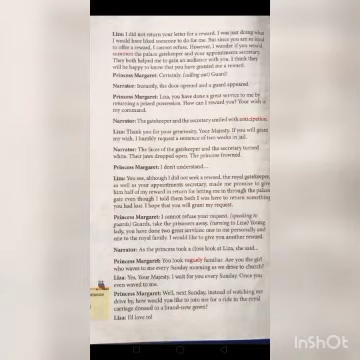 Lizu: I did not return your letter for a reward. I was just doing what
I would have liked someone to do for me. But since you are so kind
to offer a reward, I cannot refuse. However, I wonder if you would
summon the palace gatekeeper and your appointments secretary.
They both helped me to gain an audience with you. I think they
will be happy to know that you have granted me a reward.
Princess Margaret: Certainly. (calling out) Guard!
Narrator: Instantly, the door opened and a guard appeared.
Princess Margaret: Liza, you have done a great service to me by
returning a prized possession. How can I reward you? Your wish is
my command.
Narrator: The gatekeeper and the secretary smiled with anticipation.
Liza: Thank you for your generosity, Your Majesty. If you will grant
my wish, I humbly request a sentence of two weeks in jail.
Narrator: The faces of the gatekeeper and the secretary turned
white. Their jaws dropped open. The princess frowned.
Princess Margaret: I don't understand...
Liza: You see, although I did not seek a reward, the royal gatekeeper,
as well as your appointments secretary, made me promise to give
him half of my reward in return for letting me in through the palace
gate even though I told them both I was here to return something
you had lost. I hope that you will grant my request.
Princess Margaret: I cannot refuse your request. (speaking to
guards) Guards, take the prisoners away. (turning to Liza) Young
lady, you have done two great services: one to me personally and
one to the royal family. I would like to give you another reward.
Narrator: As the princess took a close look at Liza, she said...
Princess Margaret: You look vaguely familiar. Are you the girl
who waves to me every Sunday morning as we drive to church?
Liza: Yes, Your Majesty. I wait for you every Sunday. Once you
even waved to me.
Princess Margaret: Well, next Sunday, instead of watching me
drive by, how would you like to join me for a ride in the royal
carriage dressed in a brand-new gown?
Liza: I'd love to!
InShOt